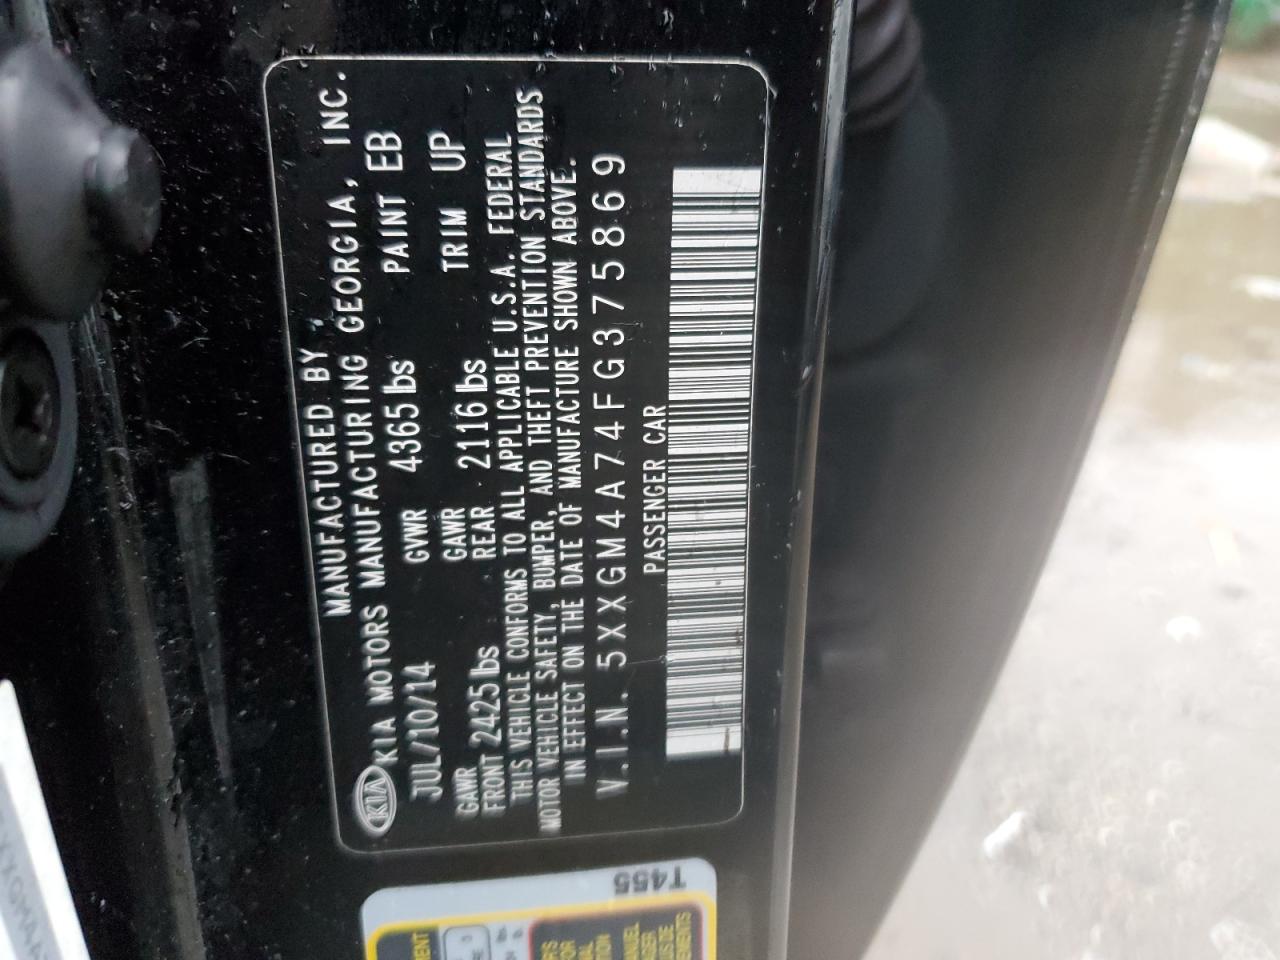 MANUFACTURED BY
KIA KIA MOTORS MANUFACTURING GEORGIA, INC.
JUL/10/14 GVWR 4365 lbs PAINT EB
GAWR FRONT 2425 lbs GAWR REAR 2116 lbs TRIM UP
THIS VEHICLE CONFORMS TO ALL APPLICABLE U.S.A. FEDERAL
MOTOR VEHICLE SAFETY, BUMPER, AND THEFT PREVENTION STANDARDS
IN EFFECT ON THE DATE OF MANUFACTURE SHOWN ABOVE.
V.I.N. 5XXGM4A74FG375869
PASSENGER CAR
T455